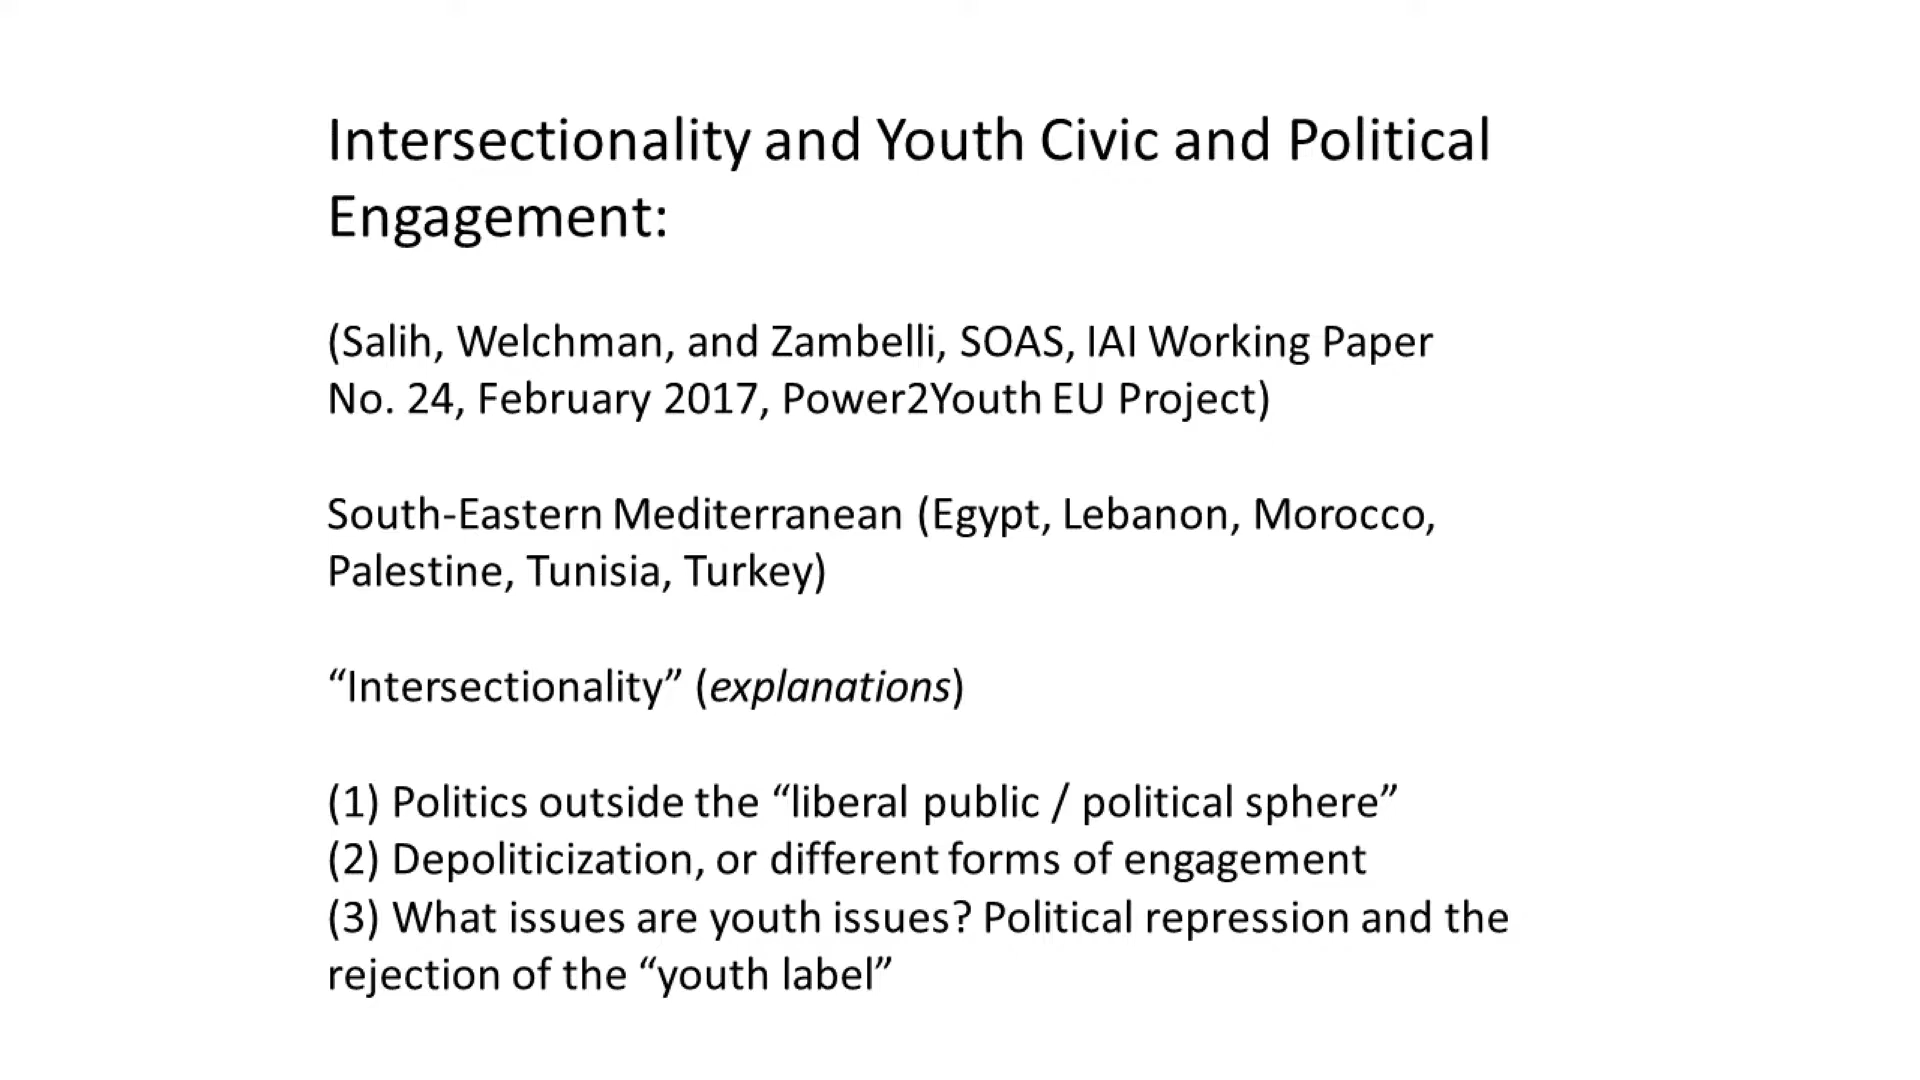 Intersectionality and Youth Civic and Political
Engagement:
(Salih, Welchman, and Zambelli, SOAS, IAI Working Paper
No. 24, February 2017, Power2Youth EU Project)
South-Eastern Mediterranean (Egypt, Lebanon, Morocco,
Palestine, Tunisia, Turkey)
“Intersectionality” (explanations)
(1) Politics outside the “liberal public / political sphere”
(2) Depoliticization, or different forms of engagement
(3) What issues are youth issues? Political repression and the
rejection of the “youth label”